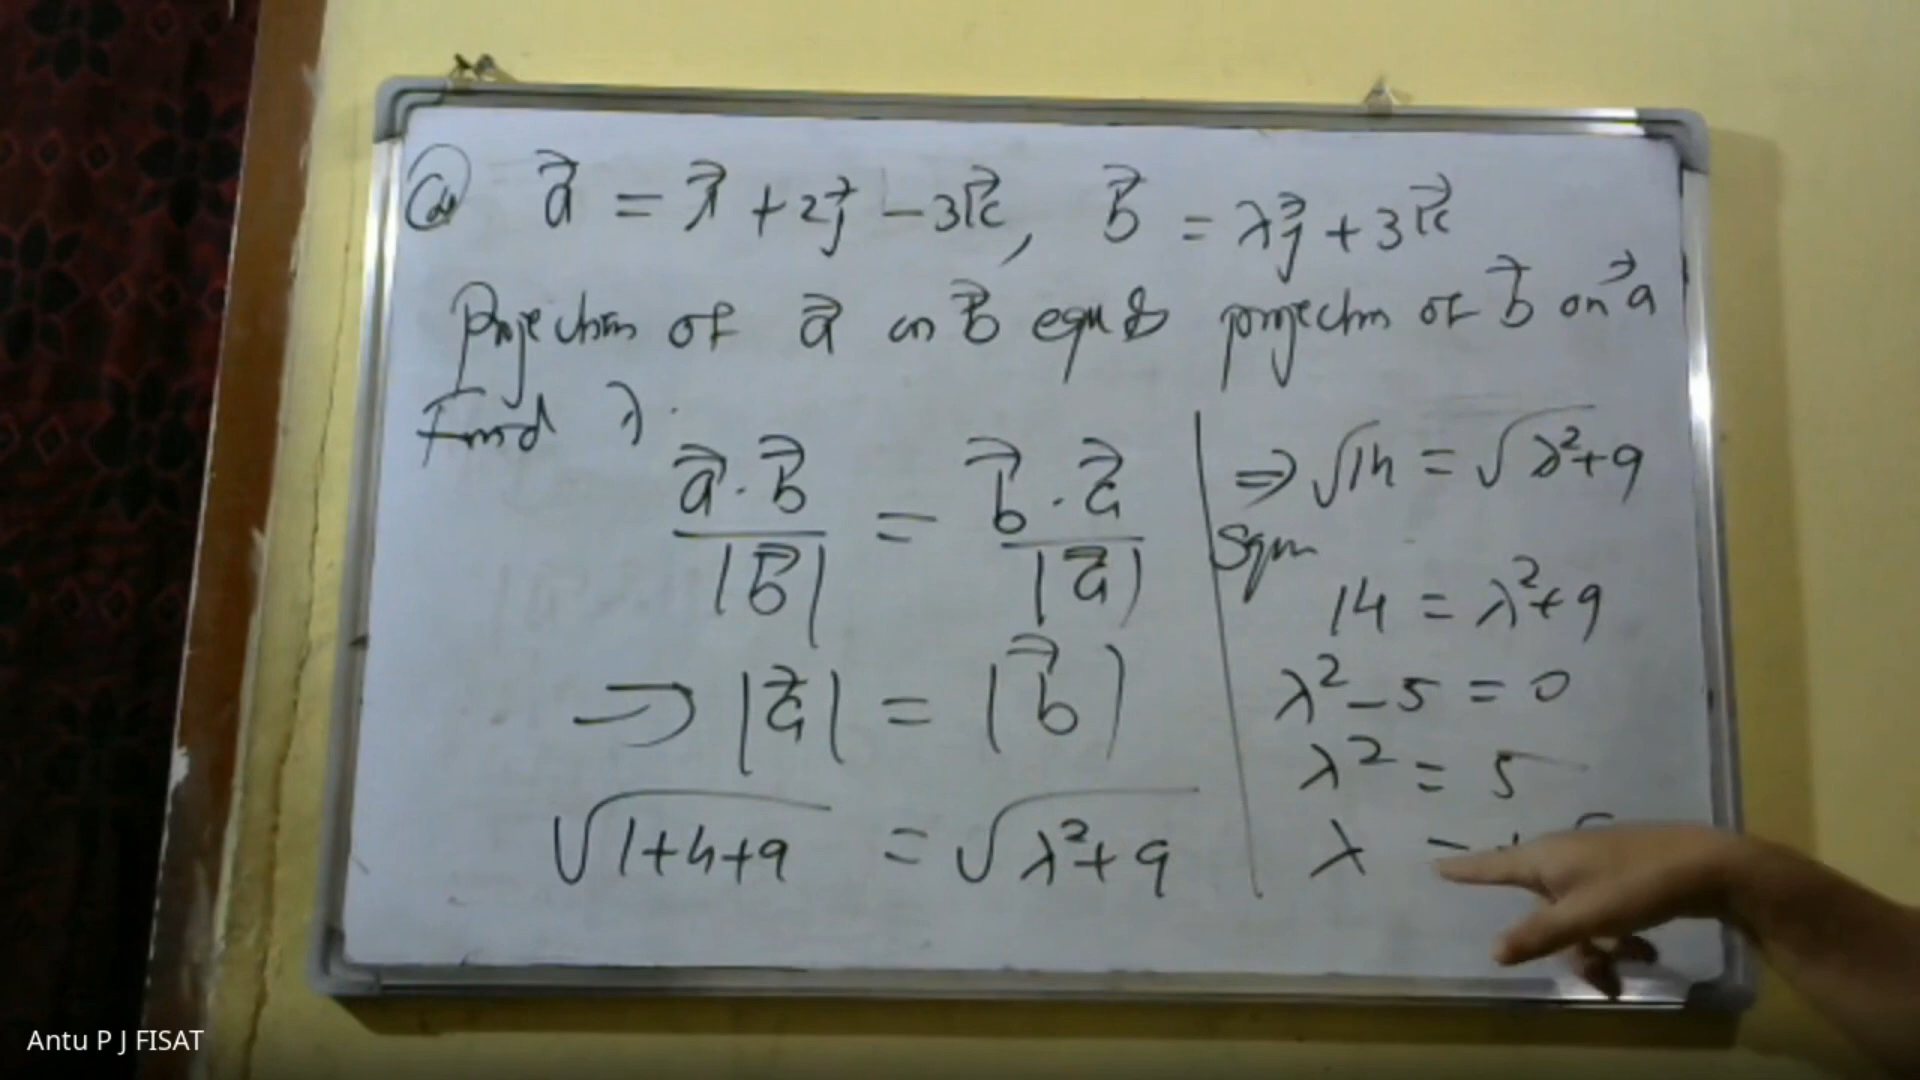 Q a⃗ = i⃗ + 2j⃗ - 3k⃗, b⃗ = λj⃗ + 3k⃗
Projection of a⃗ on b⃗ equals projection of b⃗ on a⃗
Find λ.
a⃗ · b⃗ / |b⃗| = b⃗ · a⃗ / |a⃗|
⇒ |a⃗| = |b⃗|
√(1+4+9) = √(λ²+9)
⇒ √14 = √(λ²+9)
14 = λ²+9
λ² - 5 = 0
λ² = 5
λ =
Antu P J FISAT